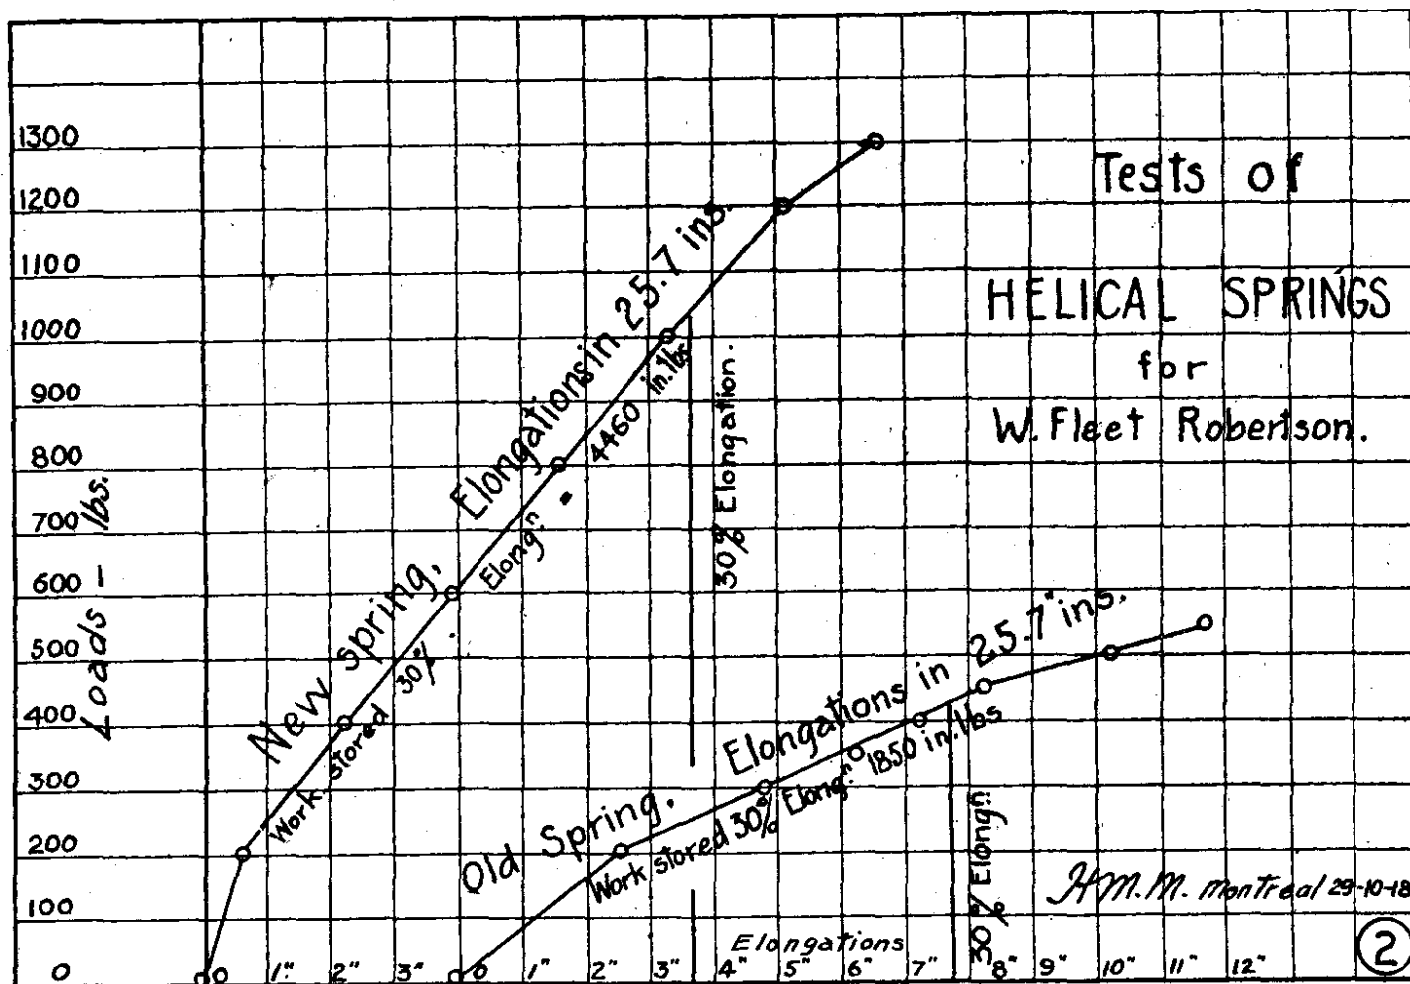 1300
1200
1100
1000
900
800
700
600
500
400
300
200
100
0
Loads - lbs.
Tests of
HELICAL SPRINGS
for
W. Fleet Robertson.
New Spring. Elongations in 25.7 ins.
Work stored 30% Elongⁿ = 4460 in. lbs
30% Elongation.
Old Spring. Elongations in 25.7" ins.
Work stored 30% Elong.ⁿ 1850 in. lbs
30% Elongⁿ
H.M.M. Montreal 29-10-18
Elongations
0 1" 2" 3" 0 1" 2" 3" 4" 5" 6" 7" 8" 9" 10" 11" 12"
2